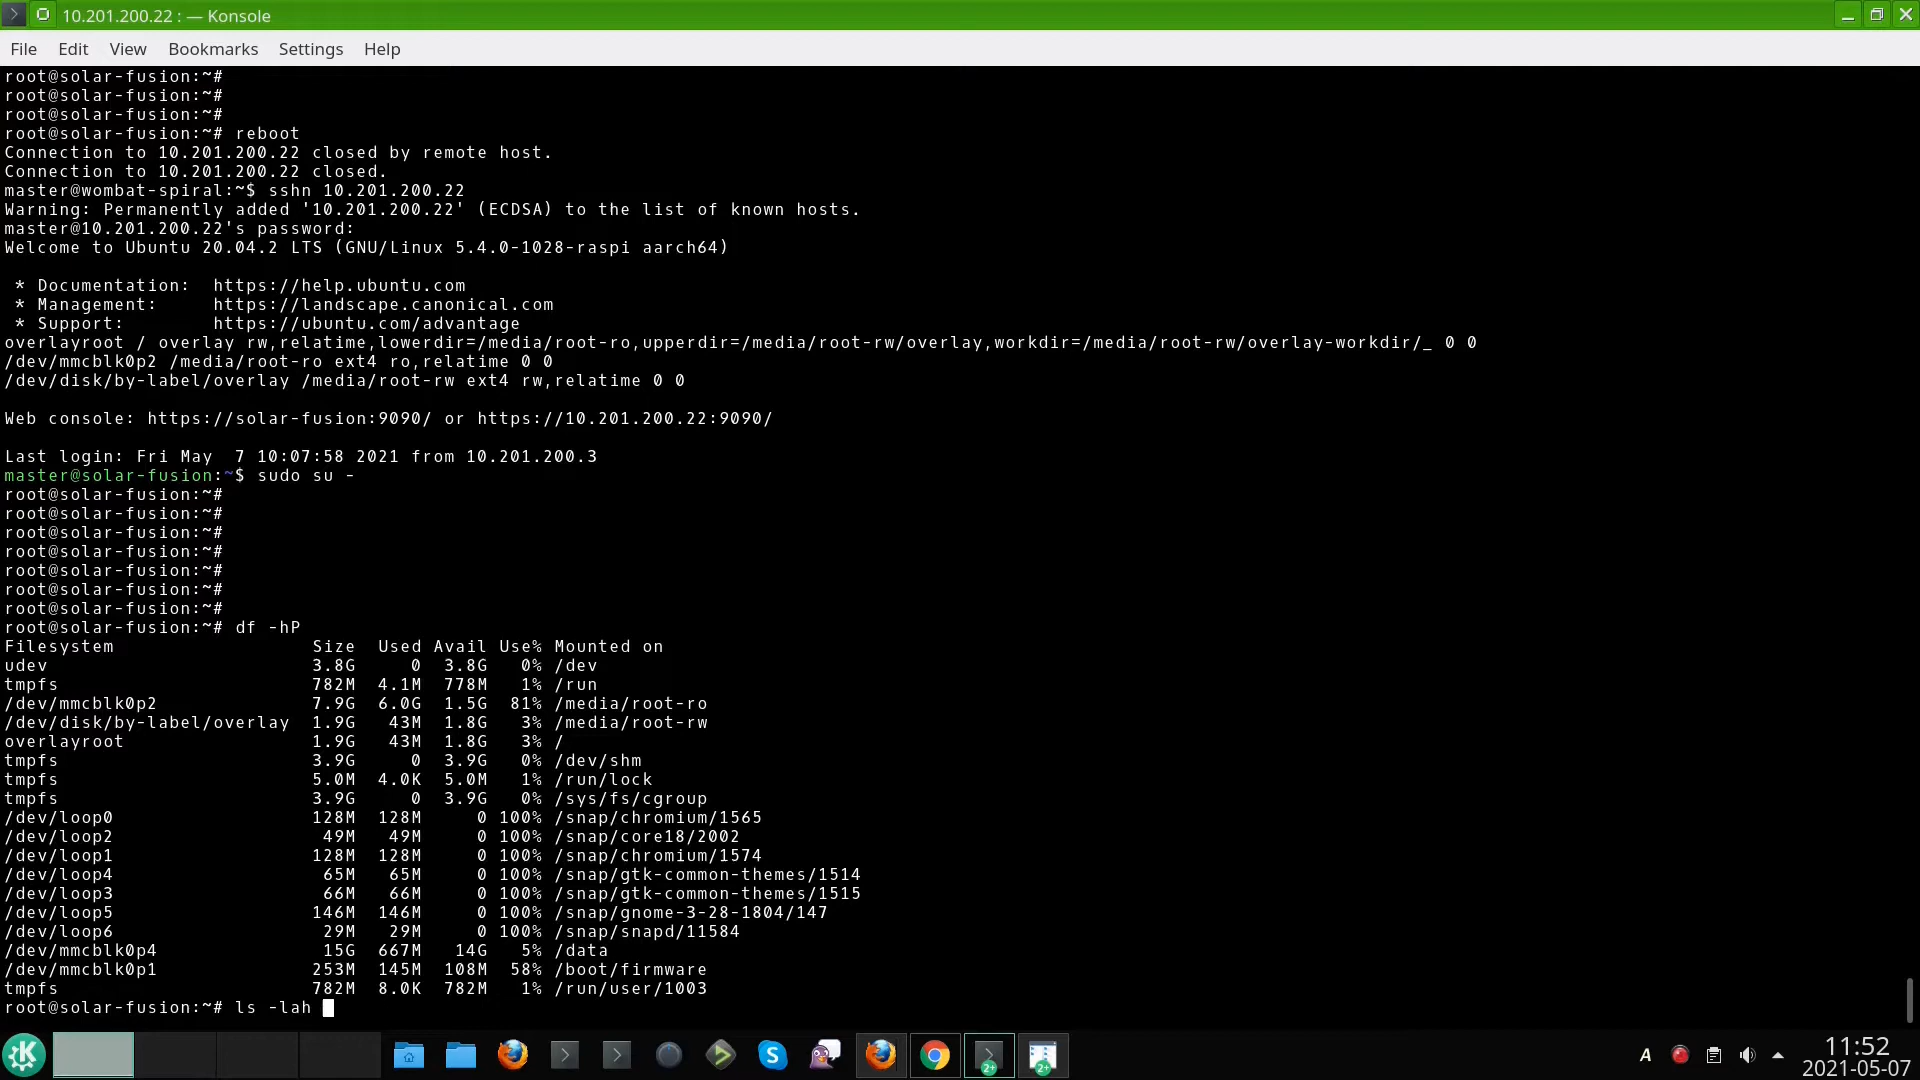 10.201.200.22 : — Konsole
File Edit View Bookmarks Settings Help
root@solar-fusion:~#
root@solar-fusion:~#
root@solar-fusion:~#
root@solar-fusion:~# reboot
Connection to 10.201.200.22 closed by remote host.
Connection to 10.201.200.22 closed.
master@wombat-spiral:~$ sshn 10.201.200.22
Warning: Permanently added '10.201.200.22' (ECDSA) to the list of known hosts.
master@10.201.200.22's password:
Welcome to Ubuntu 20.04.2 LTS (GNU/Linux 5.4.0-1028-raspi aarch64)
* Documentation:  https://help.ubuntu.com
* Management:     https://landscape.canonical.com
* Support:        https://ubuntu.com/advantage
overlayroot / overlay rw,relatime,lowerdir=/media/root-ro,upperdir=/media/root-rw/overlay,workdir=/media/root-rw/overlay-workdir/_ 0 0
/dev/mmcblk0p2 /media/root-ro ext4 ro,relatime 0 0
/dev/disk/by-label/overlay /media/root-rw ext4 rw,relatime 0 0
Web console: https://solar-fusion:9090/ or https://10.201.200.22:9090/
Last login: Fri May  7 10:07:58 2021 from 10.201.200.3
master@solar-fusion:~$ sudo su -
root@solar-fusion:~#
root@solar-fusion:~#
root@solar-fusion:~#
root@solar-fusion:~#
root@solar-fusion:~#
root@solar-fusion:~#
root@solar-fusion:~#
root@solar-fusion:~# df -hP
Filesystem                  Size  Used Avail Use% Mounted on
udev                        3.8G     0  3.8G   0% /dev
tmpfs                       782M  4.1M  778M   1% /run
/dev/mmcblk0p2              7.9G  6.0G  1.5G  81% /media/root-ro
/dev/disk/by-label/overlay  1.9G   43M  1.8G   3% /media/root-rw
overlayroot                 1.9G   43M  1.8G   3% /
tmpfs                       3.9G     0  3.9G   0% /dev/shm
tmpfs                       5.0M  4.0K  5.0M   1% /run/lock
tmpfs                       3.9G     0  3.9G   0% /sys/fs/cgroup
/dev/loop0                  128M  128M     0 100% /snap/chromium/1565
/dev/loop2                   49M   49M     0 100% /snap/core18/2002
/dev/loop1                  128M  128M     0 100% /snap/chromium/1574
/dev/loop4                   65M   65M     0 100% /snap/gtk-common-themes/1514
/dev/loop3                   66M   66M     0 100% /snap/gtk-common-themes/1515
/dev/loop5                  146M  146M     0 100% /snap/gnome-3-28-1804/147
/dev/loop6                   29M   29M     0 100% /snap/snapd/11584
/dev/mmcblk0p4               15G  667M   14G   5% /data
/dev/mmcblk0p1              253M  145M  108M  58% /boot/firmware
tmpfs                       782M  8.0K  782M   1% /run/user/1003
root@solar-fusion:~# ls -lah
2+
2+
A
11:52
2021-05-07